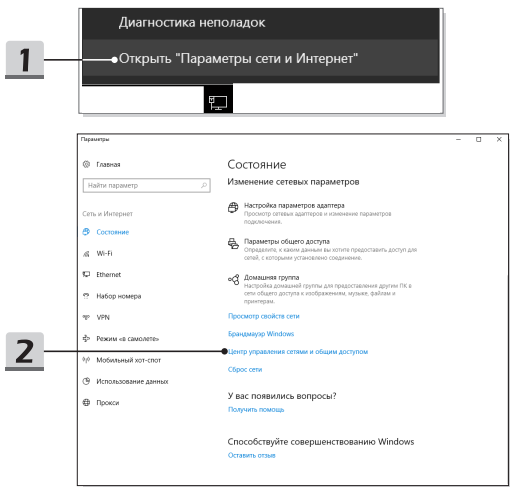 Диагностика неполадок
1
Открыть "Параметры сети и Интернет"
Параметры
Главная
Найти параметр
Сеть и Интернет
Состояние
Wi-Fi
Ethernet
Набор номера
VPN
Режим «в самолете»
Мобильный хот-спот
Использование данных
Прокси
Состояние
Изменение сетевых параметров
Настройка параметров адаптера
Просмотр сетевых адаптеров и изменение параметров
подключения.
Параметры общего доступа
Определите, к каким данным вы хотите предоставить доступ для
сетей, с которыми установлено соединение.
Домашняя группа
Настройка домашней группы для предоставления другим ПК в
сети общего доступа к изображениям, музыке, файлам и
принтерам.
Просмотр свойств сети
Брандмауэр Windows
2
Центр управления сетями и общим доступом
Сброс сети
У вас появились вопросы?
Получить помощь
Способствуйте совершенствованию Windows
Оставить отзыв